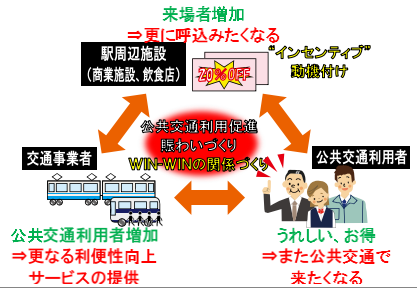 来場者増加
⇒更に呼込みたくなる
駅周辺施設
（商業施設、飲食店）
20％OFF
“インセンティブ”
動機付け
公共交通利用促進
賑わいづくり
WIN-WINの関係づくり
交通事業者
公共交通利用者
公共交通利用者増加
⇒更なる利便性向上
サービスの提供
うれしい、お得
⇒また公共交通で
来たくなる